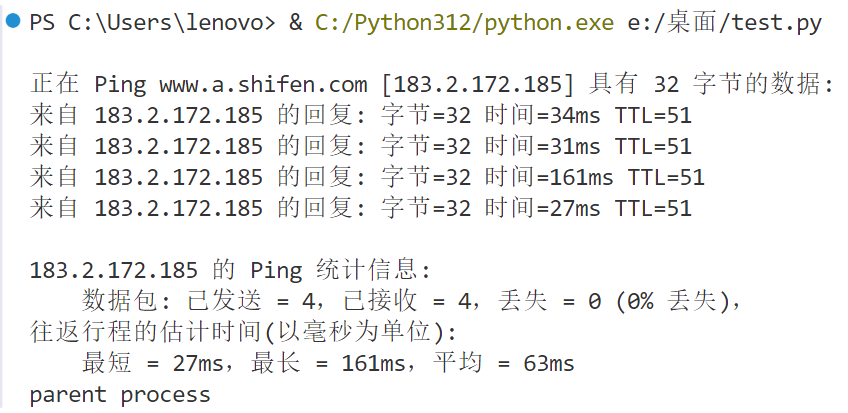 PS C:\Users\lenovo> & C:/Python312/python.exe e:/桌面/test.py
正在 Ping www.a.shifen.com [183.2.172.185] 具有 32 字节的数据:
来自 183.2.172.185 的回复: 字节=32 时间=34ms TTL=51
来自 183.2.172.185 的回复: 字节=32 时间=31ms TTL=51
来自 183.2.172.185 的回复: 字节=32 时间=161ms TTL=51
来自 183.2.172.185 的回复: 字节=32 时间=27ms TTL=51
183.2.172.185 的 Ping 统计信息:
数据包: 已发送 = 4，已接收 = 4，丢失 = 0 (0% 丢失)，
往返行程的估计时间(以毫秒为单位):
最短 = 27ms，最长 = 161ms，平均 = 63ms
parent process